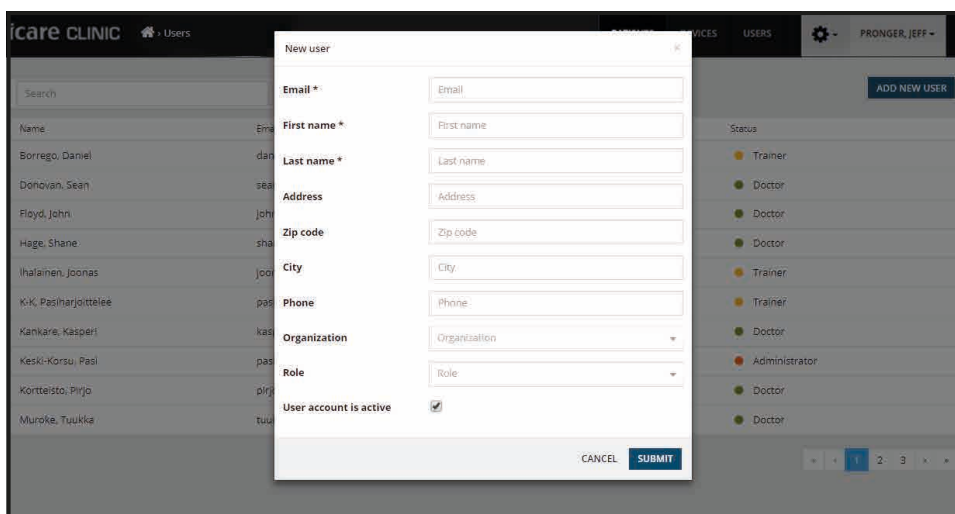 icare CLINIC › Users USERS PRONGER, JEFF
New user ×
Search ADD NEW USER
Email * Email
First name * First name
Last name * Last name
Address Address
Zip code Zip code
City City
Phone Phone
Organization Organization
Role Role
User account is active
CANCEL SUBMIT
Name Status
Borrego, Daniel Trainer
Donovan, Sean Doctor
Floyd, John Doctor
Hage, Shane Doctor
Ihalainen, Joonas Trainer
K-K, Pasiharjoittelee Trainer
Kankare, Kasperi Doctor
Keski-Korsu, Pasi Administrator
Kortteisto, Pirjo Doctor
Muroke, Tuukka Doctor
« ‹ 1 2 3 › »